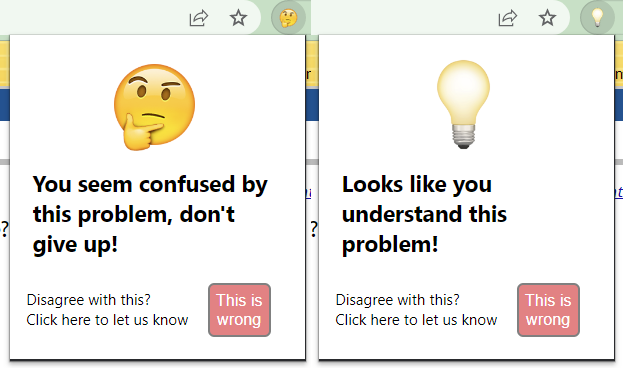 You seem confused by
this problem, don't
give up!
Disagree with this?
Click here to let us know
This is
wrong
Looks like you
understand this
problem!
Disagree with this?
Click here to let us know
This is
wrong
?
?